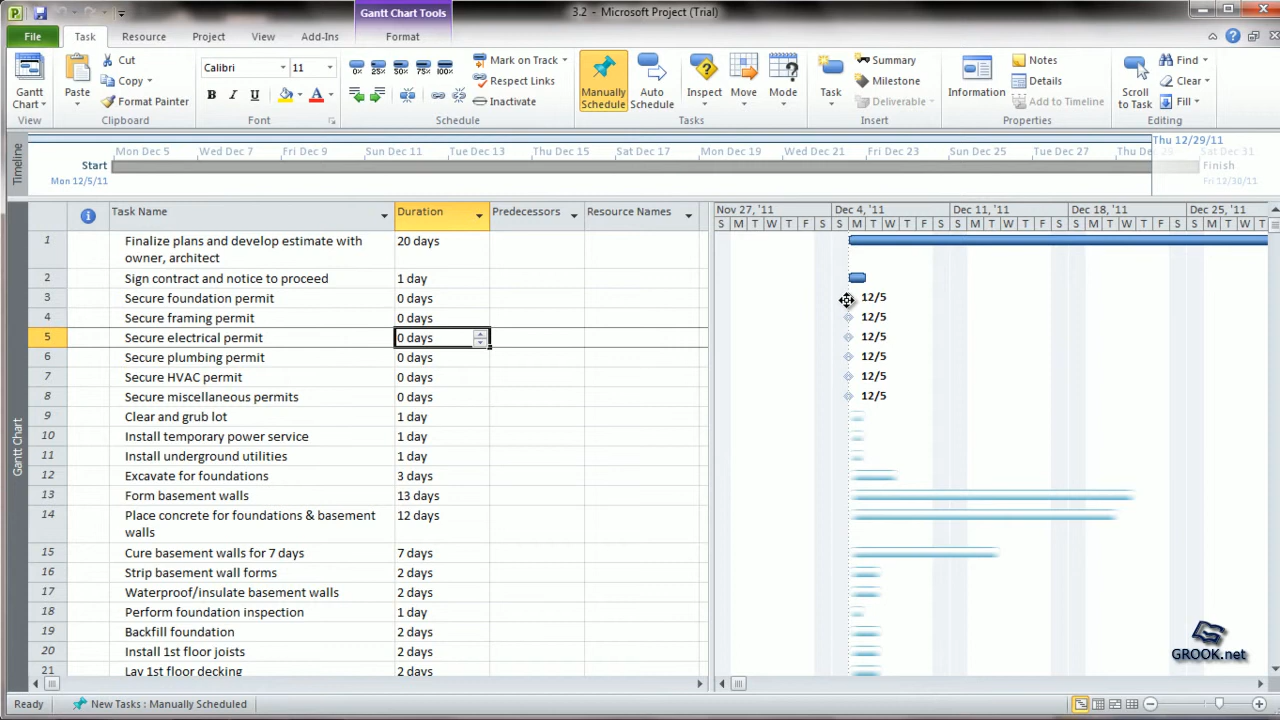 Gantt Chart Tools
3.2 - Microsoft Project (Trial)
File
Task
Resource
Project
View
Add-Ins
Format
Gantt
Chart
View
Paste
Cut
Copy
Format Painter
Clipboard
Calibri
11
B I U A
Font
0% 25% 50% 75% 100%
Mark on Track
Respect Links
Inactivate
Schedule
Manually
Schedule
Auto
Schedule
Inspect
Move
Mode
Tasks
Task
Summary
Milestone
Deliverable
Insert
Information
Notes
Details
Add to Timeline
Properties
Scroll
to Task
Find
Clear
Fill
Editing
Timeline
Thu 12/29/11
Mon Dec 5 Wed Dec 7 Fri Dec 9 Sun Dec 11 Tue Dec 13 Thu Dec 15 Sat Dec 17 Mon Dec 19 Wed Dec 21 Fri Dec 23 Sun Dec 25 Tue Dec 27 Thu Dec Sat Dec 31
Start
Mon 12/5/11
Finish
Fri 12/30/11
Gantt Chart
Task Name Duration Predecessors Resource Names
Nov 27, '11 Dec 4, '11 Dec 11, '11 Dec 18, '11 Dec 25, '11
S M T W T F S S M T W T F S S M T W T F S S M T W T F S S M T W T
1 Finalize plans and develop estimate with 20 days
owner, architect
2 Sign contract and notice to proceed 1 day
3 Secure foundation permit 0 days 12/5
4 Secure framing permit 0 days 12/5
5 Secure electrical permit 0 days 12/5
6 Secure plumbing permit 0 days 12/5
7 Secure HVAC permit 0 days 12/5
8 Secure miscellaneous permits 0 days 12/5
9 Clear and grub lot 1 day
10 Install temporary power service 1 day
11 Install underground utilities 1 day
12 Excavate for foundations 3 days
13 Form basement walls 13 days
14 Place concrete for foundations & basement 12 days
walls
15 Cure basement walls for 7 days 7 days
16 Strip basement wall forms 2 days
17 Waterproof/insulate basement walls 2 days
18 Perform foundation inspection 1 day
19 Backfill foundation 2 days
20 Install 1st floor joists 2 days
21 Lay 1st floor decking 2 days
GROOK.net
Ready
New Tasks : Manually Scheduled